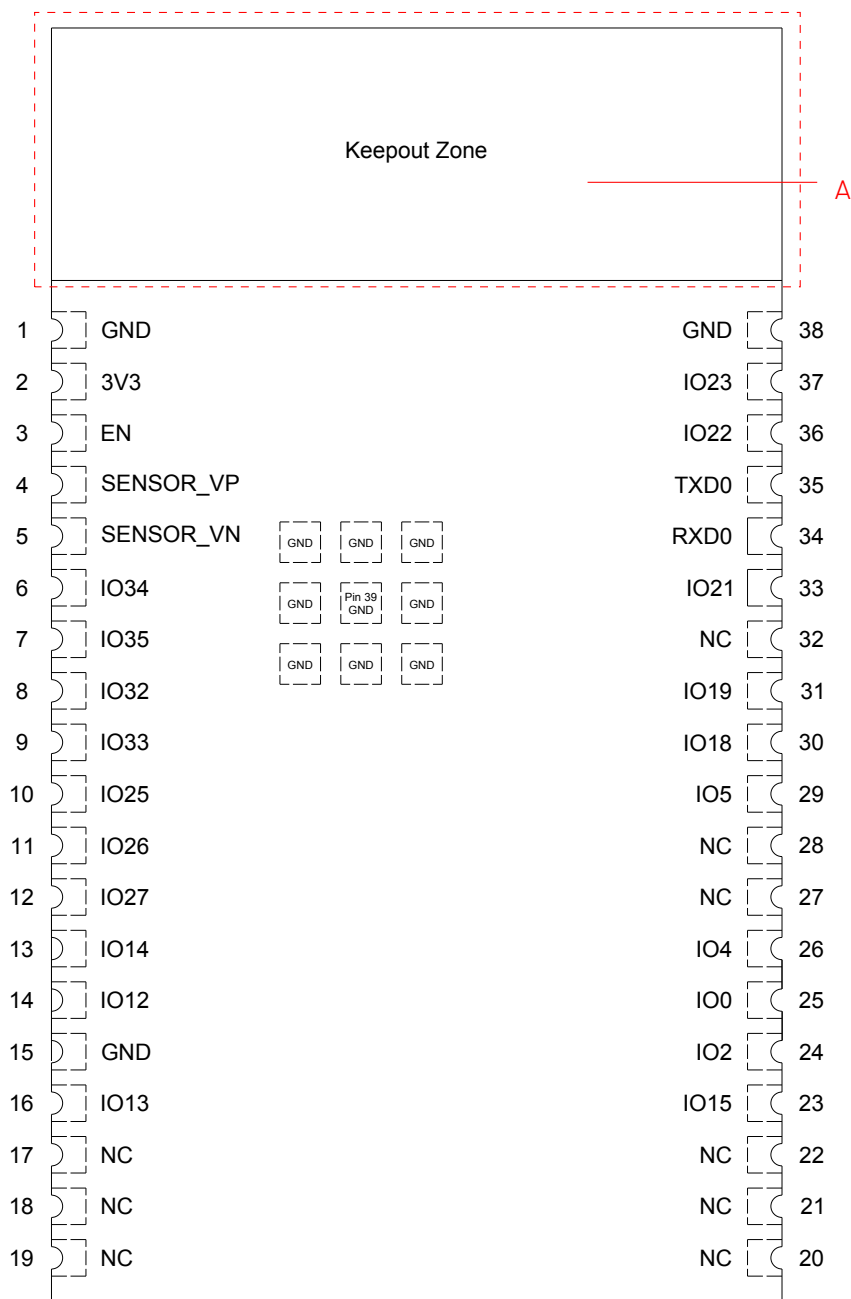 Keepout Zone
A
1 GND GND 38
2 3V3 IO23 37
3 EN IO22 36
4 SENSOR_VP TXD0 35
5 SENSOR_VN RXD0 34
GND GND GND
6 IO34 IO21 33
GND Pin 39 GND
GND
7 IO35 NC 32
GND GND GND
8 IO32 IO19 31
9 IO33 IO18 30
10 IO25 IO5 29
11 IO26 NC 28
12 IO27 NC 27
13 IO14 IO4 26
14 IO12 IO0 25
15 GND IO2 24
16 IO13 IO15 23
17 NC NC 22
18 NC NC 21
19 NC NC 20